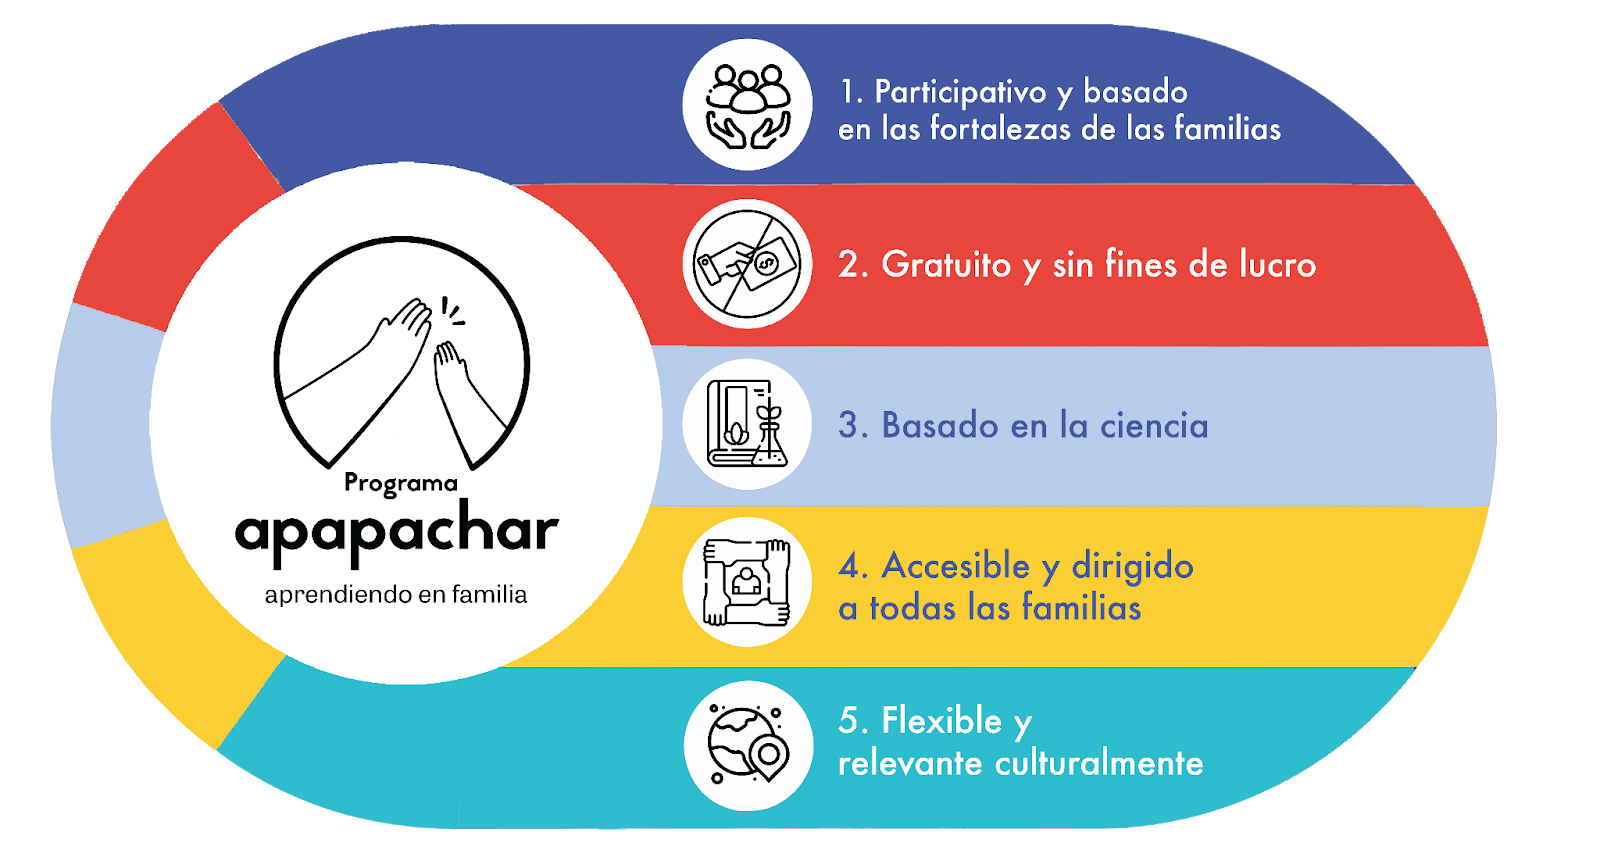 Programa
apapachar
aprendiendo en familia
1. Participativo y basado
en las fortalezas de las familias
2. Gratuito y sin fines de lucro
3. Basado en la ciencia
4. Accesible y dirigido
a todas las familias
5. Flexible y
relevante culturalmente